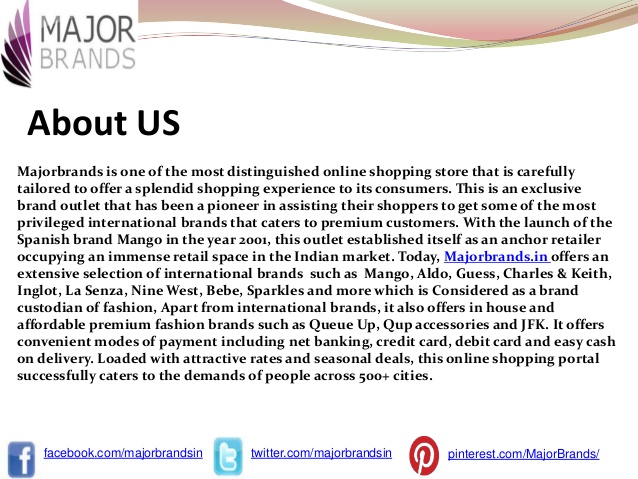 MAJOR
BRANDS
About US
Majorbrands is one of the most distinguished online shopping store that is carefully
tailored to offer a splendid shopping experience to its consumers. This is an exclusive
brand outlet that has been a pioneer in assisting their shoppers to get some of the most
privileged international brands that caters to premium customers. With the launch of the
Spanish brand Mango in the year 2001, this outlet established itself as an anchor retailer
occupying an immense retail space in the Indian market. Today, Majorbrands.in offers an
extensive selection of international brands such as Mango, Aldo, Guess, Charles & Keith,
Inglot, La Senza, Nine West, Bebe, Sparkles and more which is Considered as a brand
custodian of fashion, Apart from international brands, it also offers in house and
affordable premium fashion brands such as Queue Up, Qup accessories and JFK. It offers
convenient modes of payment including net banking, credit card, debit card and easy cash
on delivery. Loaded with attractive rates and seasonal deals, this online shopping portal
successfully caters to the demands of people across 500+ cities.
facebook.com/majorbrandsin twitter.com/majorbrandsin pinterest.com/MajorBrands/